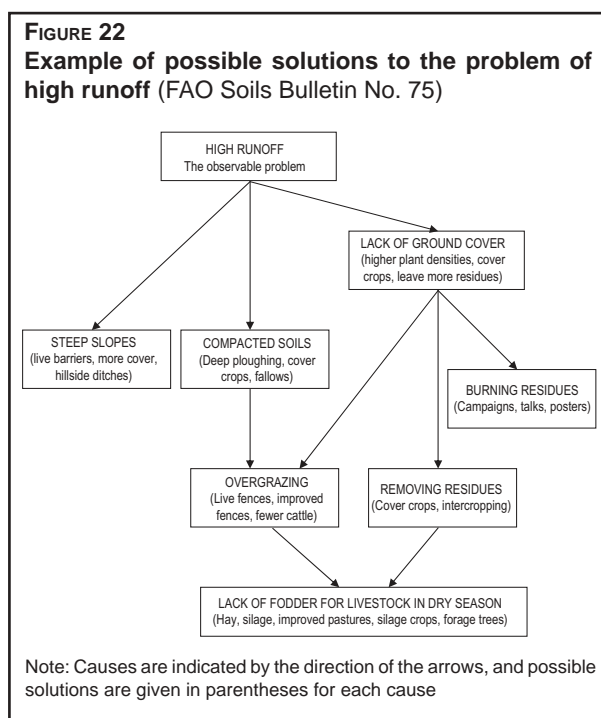 FIGURE 22
Example of possible solutions to the problem of
high runoff (FAO Soils Bulletin No. 75)
HIGH RUNOFF
The observable problem
LACK OF GROUND COVER
(higher plant densities, cover
crops, leave more residues)
STEEP SLOPES
(live barriers, more cover,
hillside ditches)
COMPACTED SOILS
(Deep ploughing, cover
crops, fallows)
BURNING RESIDUES
(Campaigns, talks, posters)
OVERGRAZING
(Live fences, improved
fences, fewer cattle)
REMOVING RESIDUES
(Cover crops, intercropping)
LACK OF FODDER FOR LIVESTOCK IN DRY SEASON
(Hay, silage, improved pastures, silage crops, forage trees)
Note: Causes are indicated by the direction of the arrows, and possible
solutions are given in parentheses for each cause